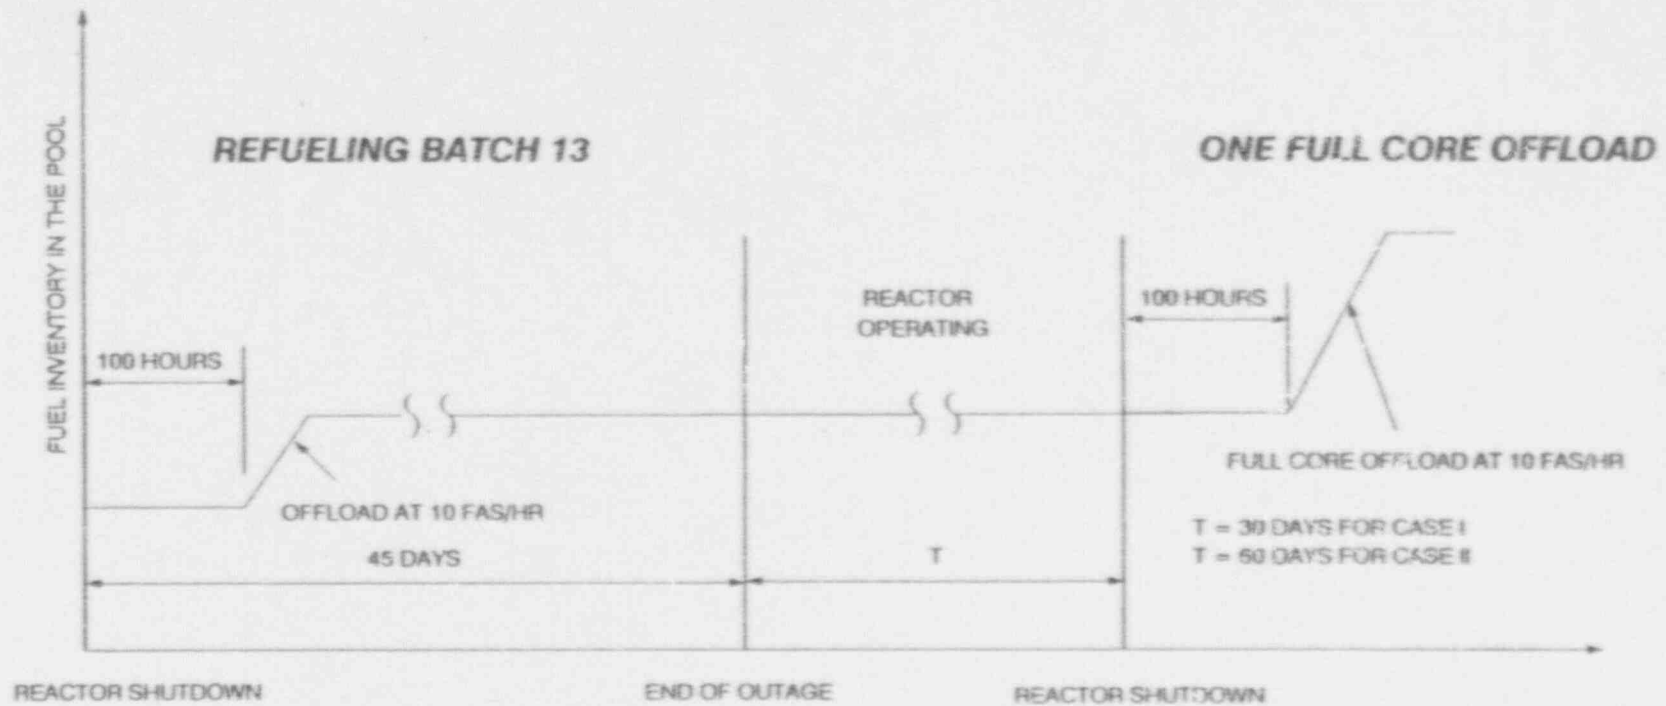 FUEL INVENTORY IN THE POOL
REFUELING BATCH 13
ONE FULL CORE OFFLOAD
REACTOR
OPERATING
100 HOURS
100 HOURS
OFFLOAD AT 10 FAS/HR
FULL CORE OFFLOAD AT 10 FAS/HR
45 DAYS
T
T = 30 DAYS FOR CASE I
T = 60 DAYS FOR CASE II
REACTOR SHUTDOWN
END OF OUTAGE
REACTOR SHUTDOWN